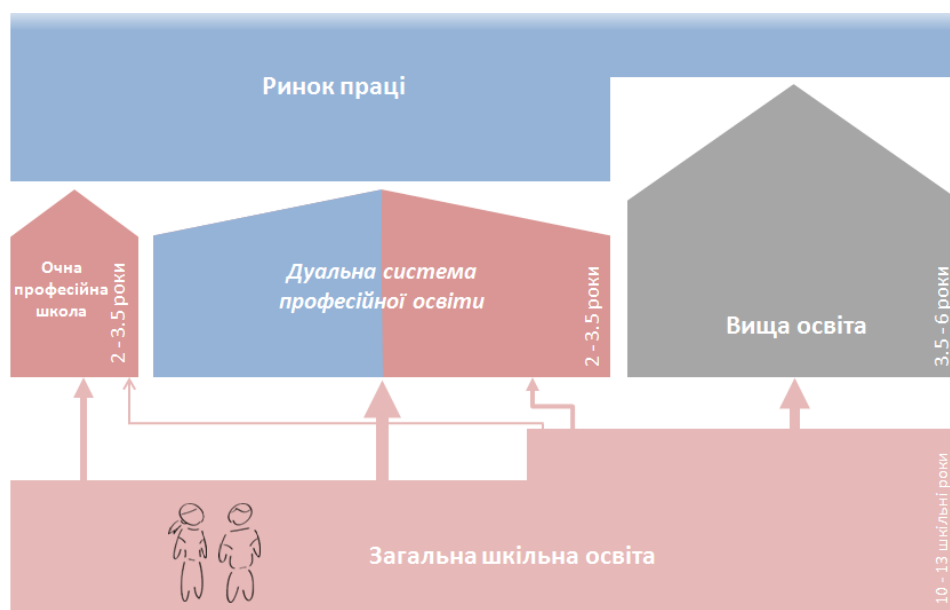 Ринок праці
Очна
професійна
школа
2 - 3.5 роки
Дуальна система
професійної освіти
2 - 3.5 роки
Вища освіта
3.5 - 6 роки
Загальна шкільна освіта
10 - 13 шкільні роки